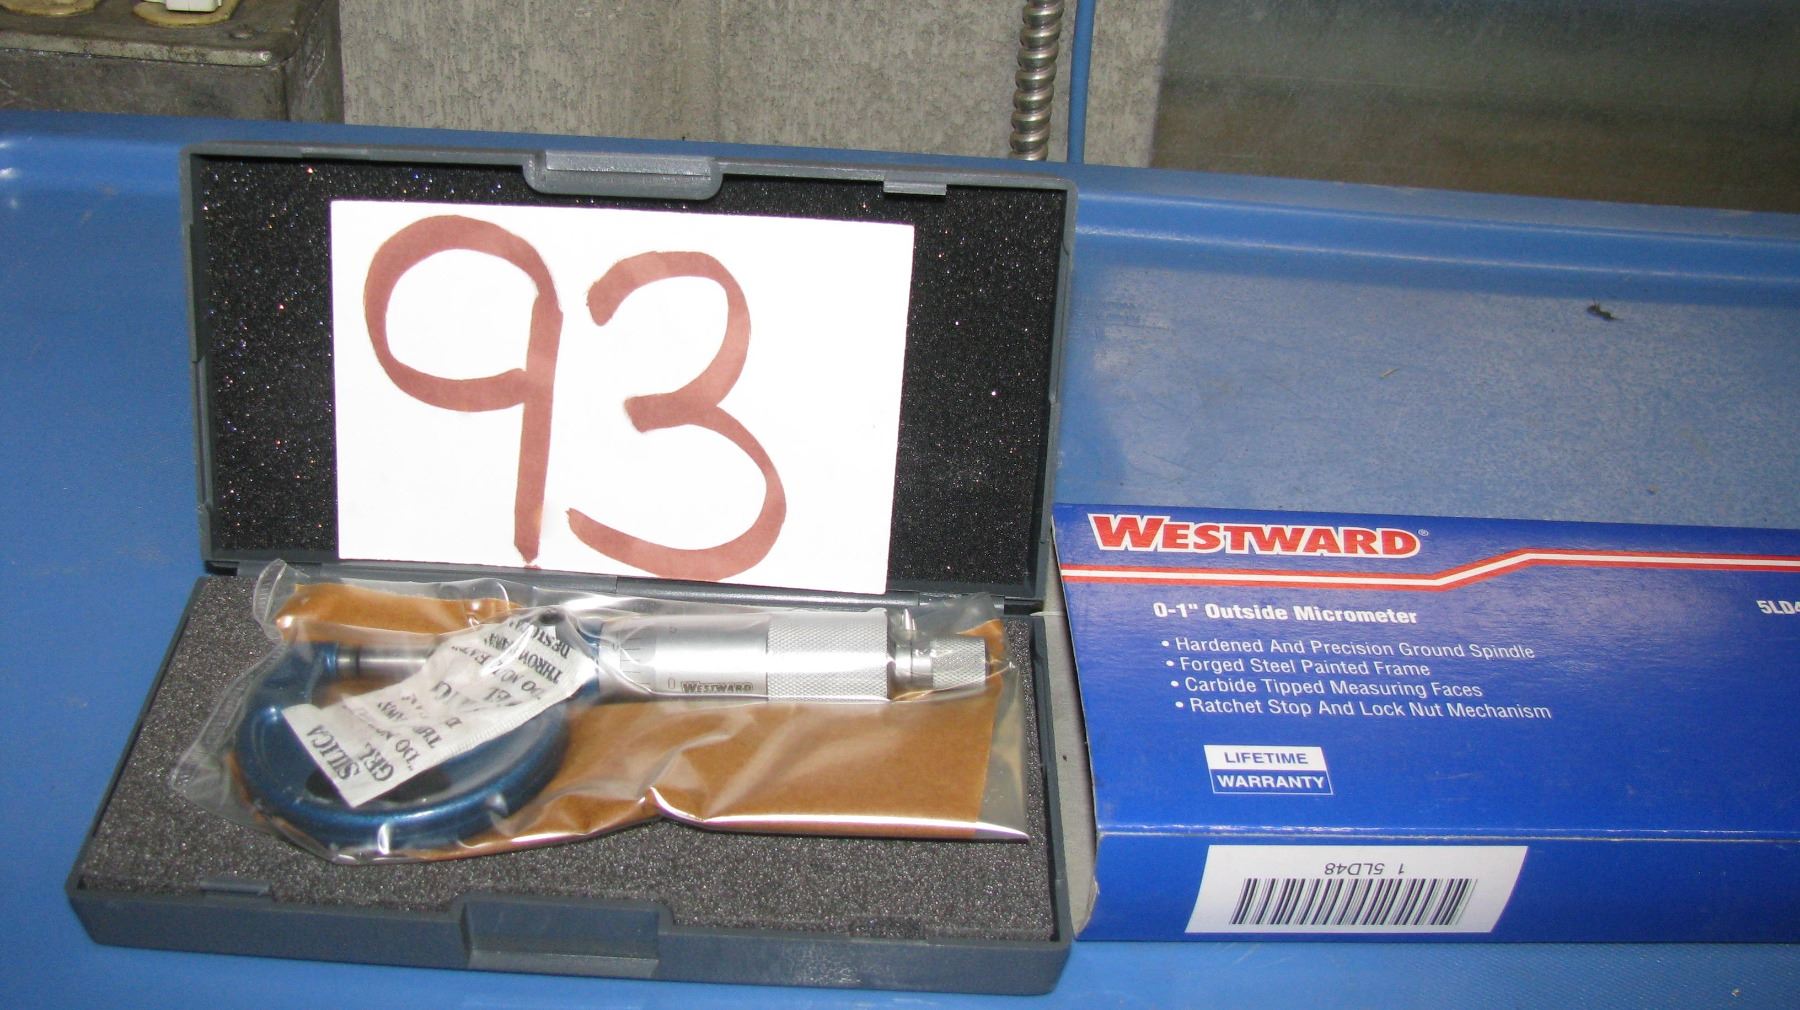 93
WESTWARD
SILICA
GEL
"DO NOT
THROW AWAY
WESTWARD®
0-1" Outside Micrometer
5LD4
• Hardened And Precision Ground Spindle
• Forged Steel Painted Frame
• Carbide Tipped Measuring Faces
• Ratchet Stop And Lock Nut Mechanism
LIFETIME
WARRANTY
1 5LD48